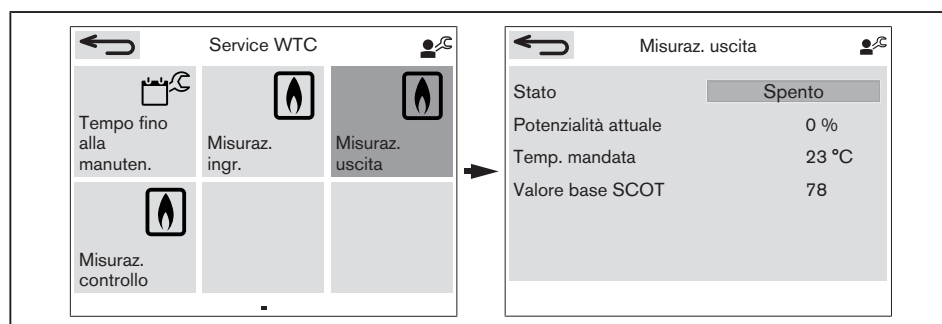 Service WTC
Tempo fino
alla
manuten.
Misuraz.
ingr.
Misuraz.
uscita
Misuraz.
controllo
Misuraz. uscita
Stato Spento
Potenzialità attuale 0 %
Temp. mandata 23 °C
Valore base SCOT 78